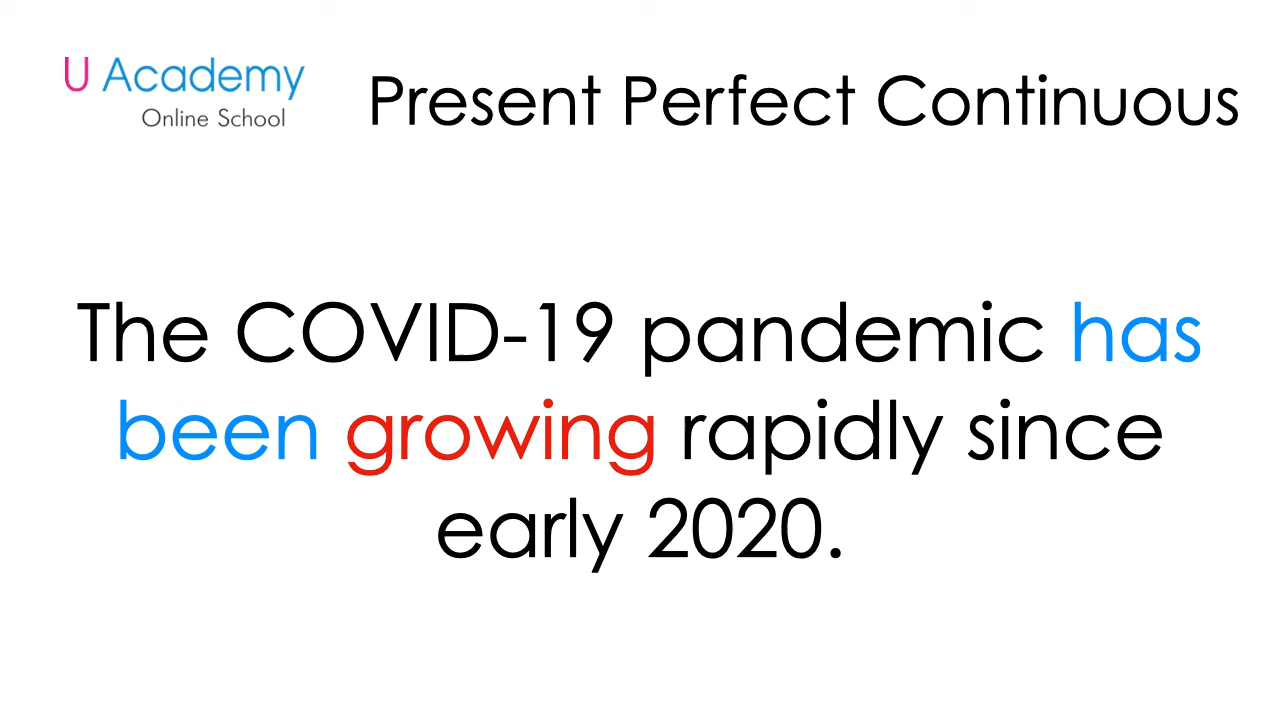 U Academy
Online School
Present Perfect Continuous
The COVID-19 pandemic has
been growing rapidly since
early 2020.